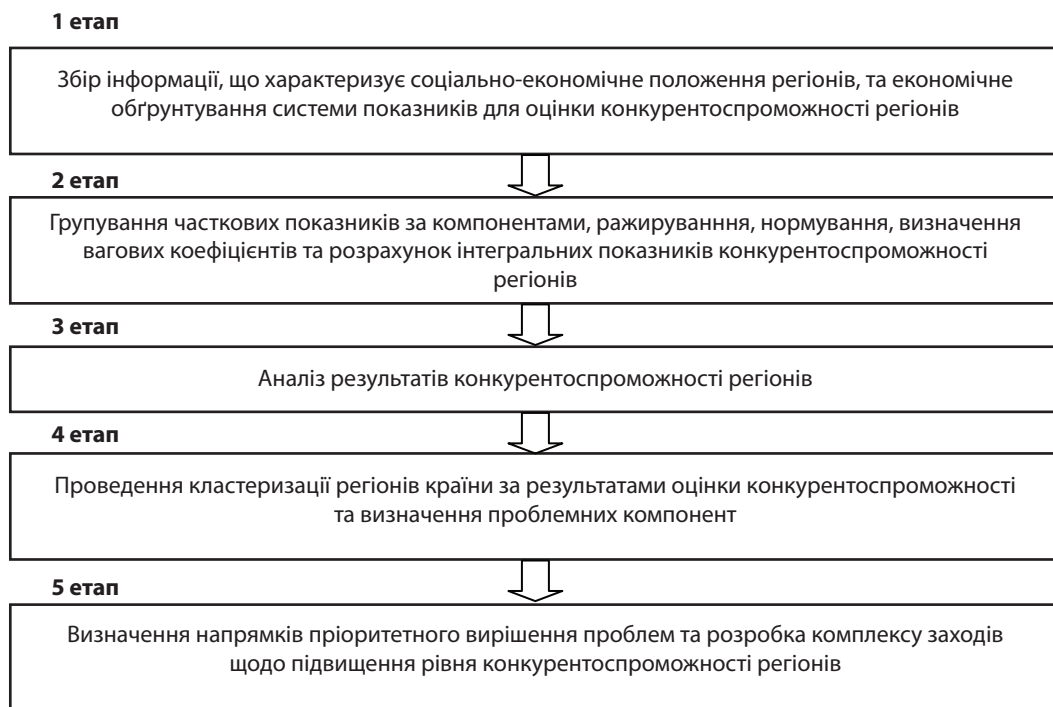 1 етап
Збір інформації, що характеризує соціально-економічне положення регіонів, та економічне
обґрунтування системи показників для оцінки конкурентоспроможності регіонів
2 етап
Групування часткових показників за компонентами, ражируванння, нормування, визначення
вагових коефіцієнтів та розрахунок інтегральних показників конкурентоспроможності
регіонів
3 етап
Аналіз результатів конкурентоспроможності регіонів
4 етап
Проведення кластеризації регіонів країни за результатами оцінки конкурентоспроможності
та визначення проблемних компонент
5 етап
Визначення напрямків пріоритетного вирішення проблем та розробка комплексу заходів
щодо підвищення рівня конкурентоспроможності регіонів